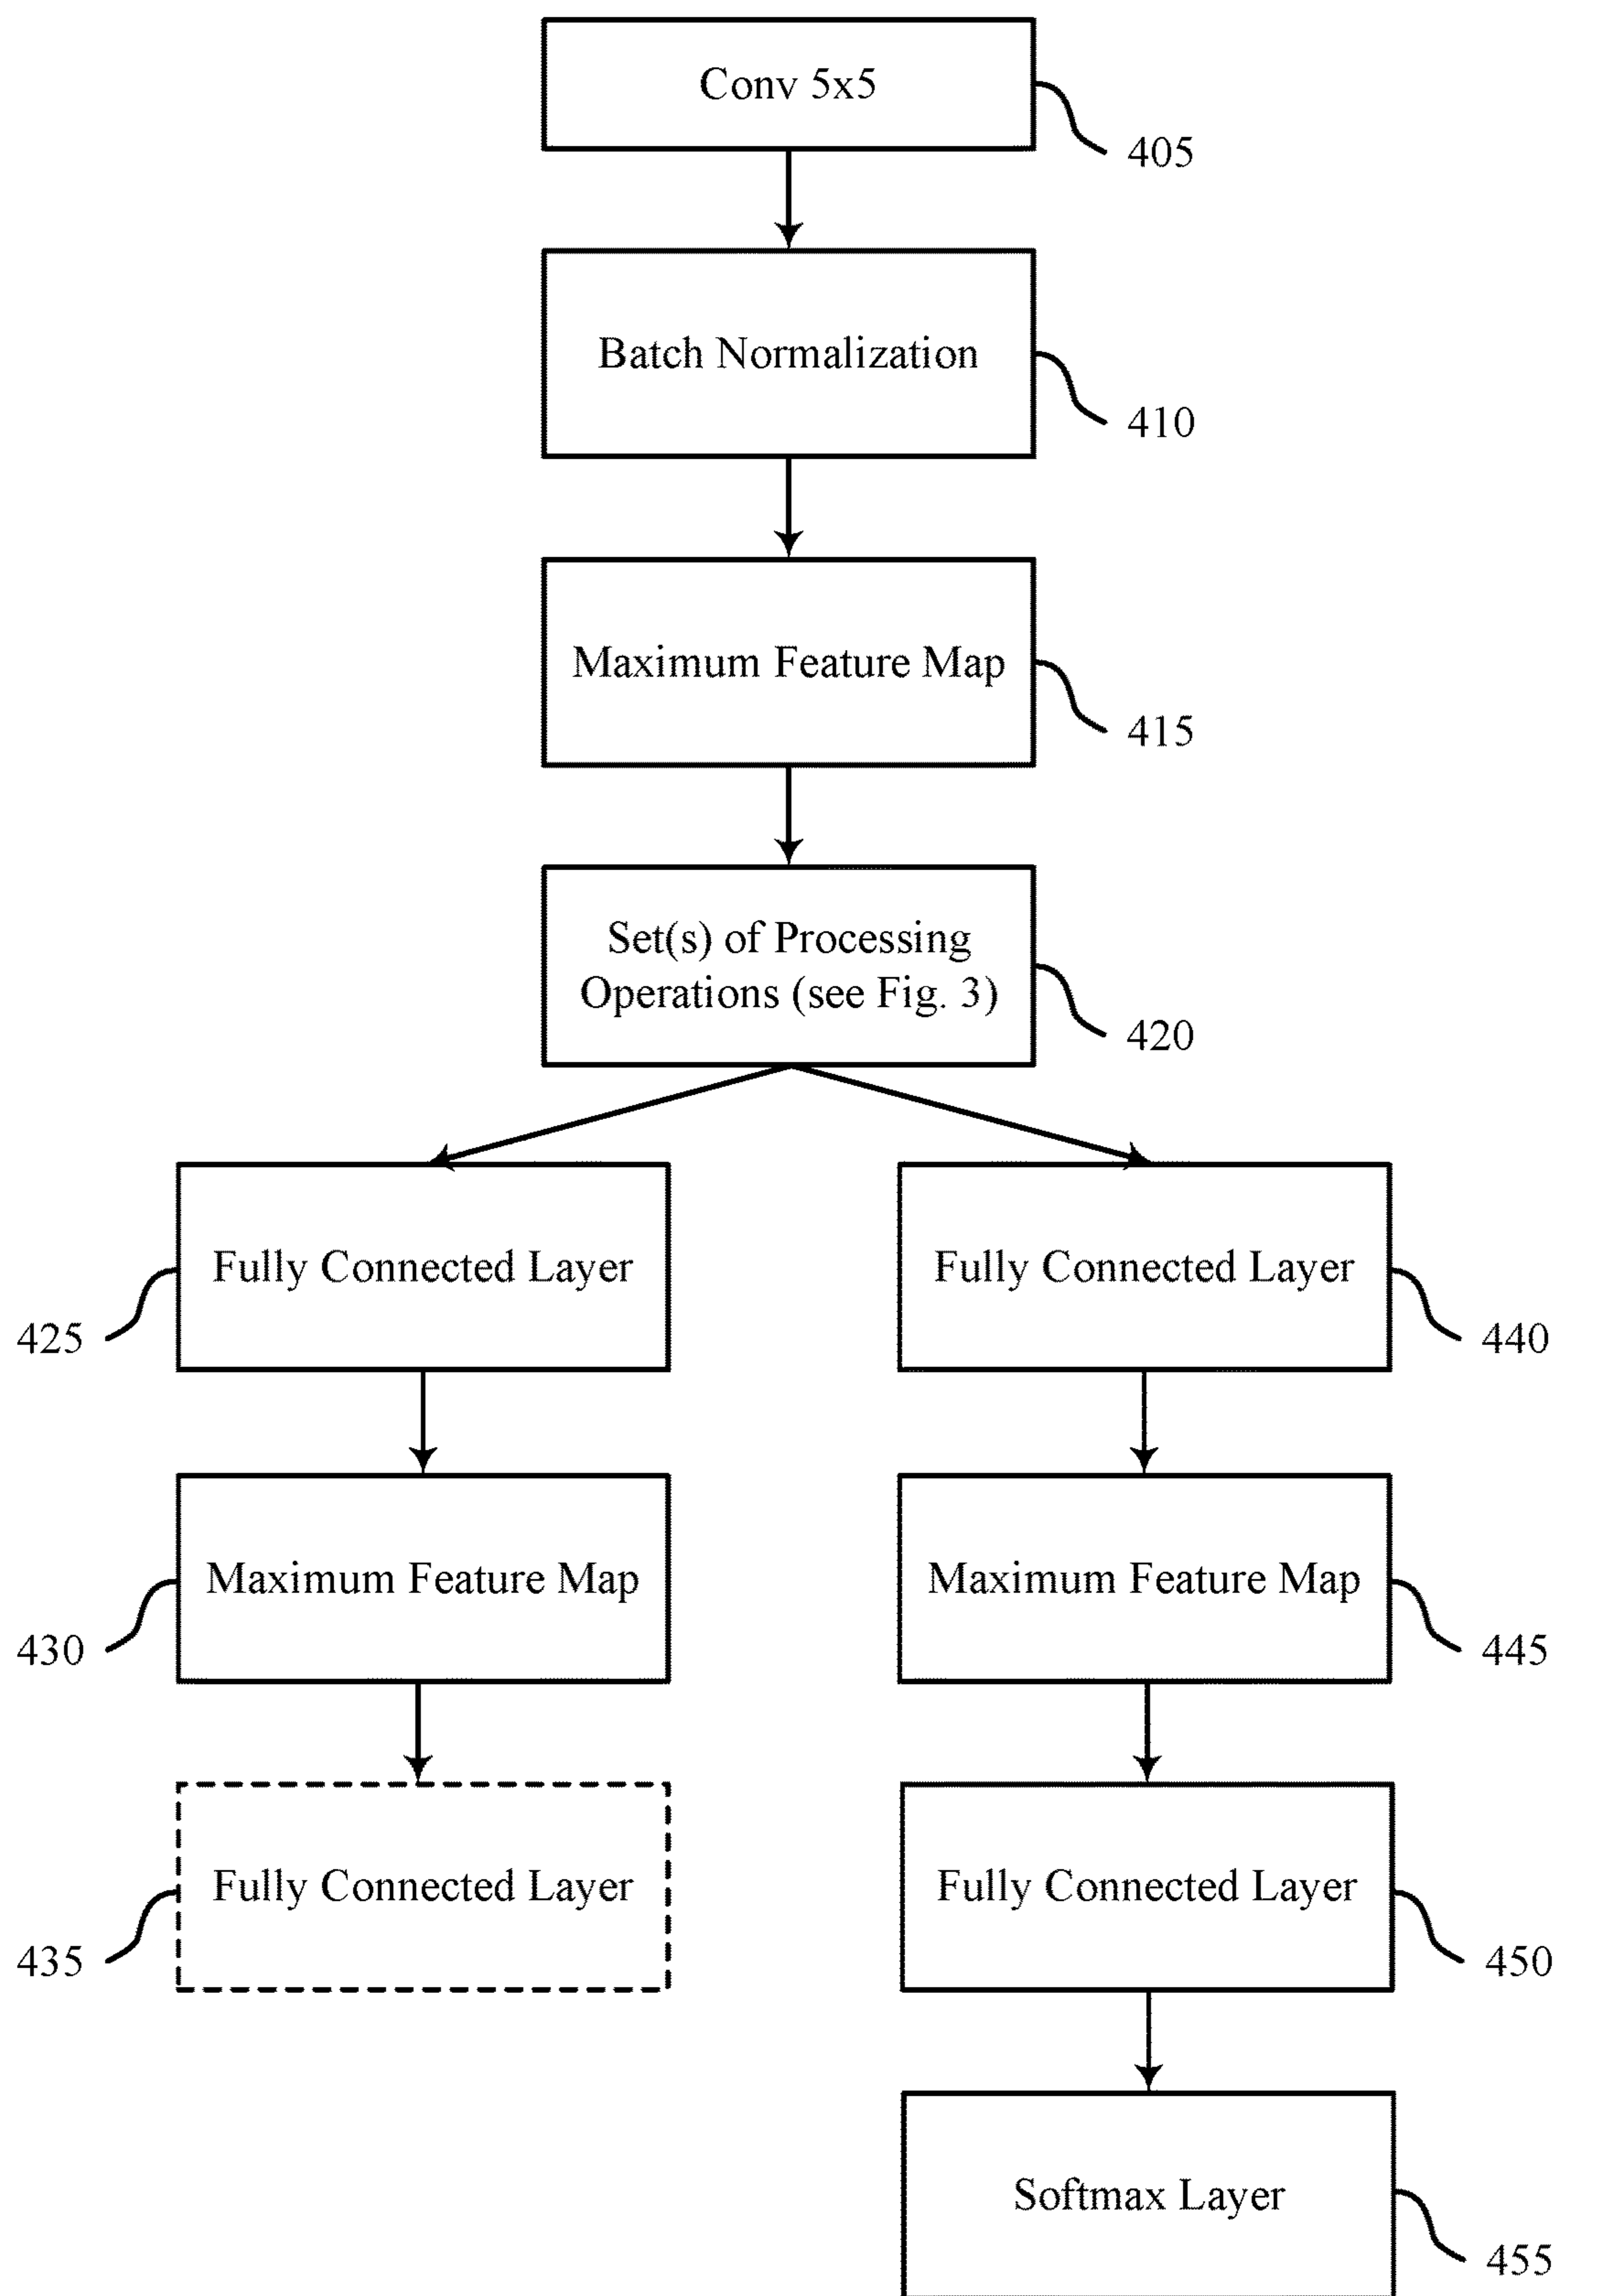 Conv 5x5
405
Batch Normalization
410
Maximum Feature Map
415
Set(s) of Processing
Operations (see Fig. 3)
420
Fully Connected Layer
425
Fully Connected Layer
440
Maximum Feature Map
430
Maximum Feature Map
445
Fully Connected Layer
435
Fully Connected Layer
450
Softmax Layer
455